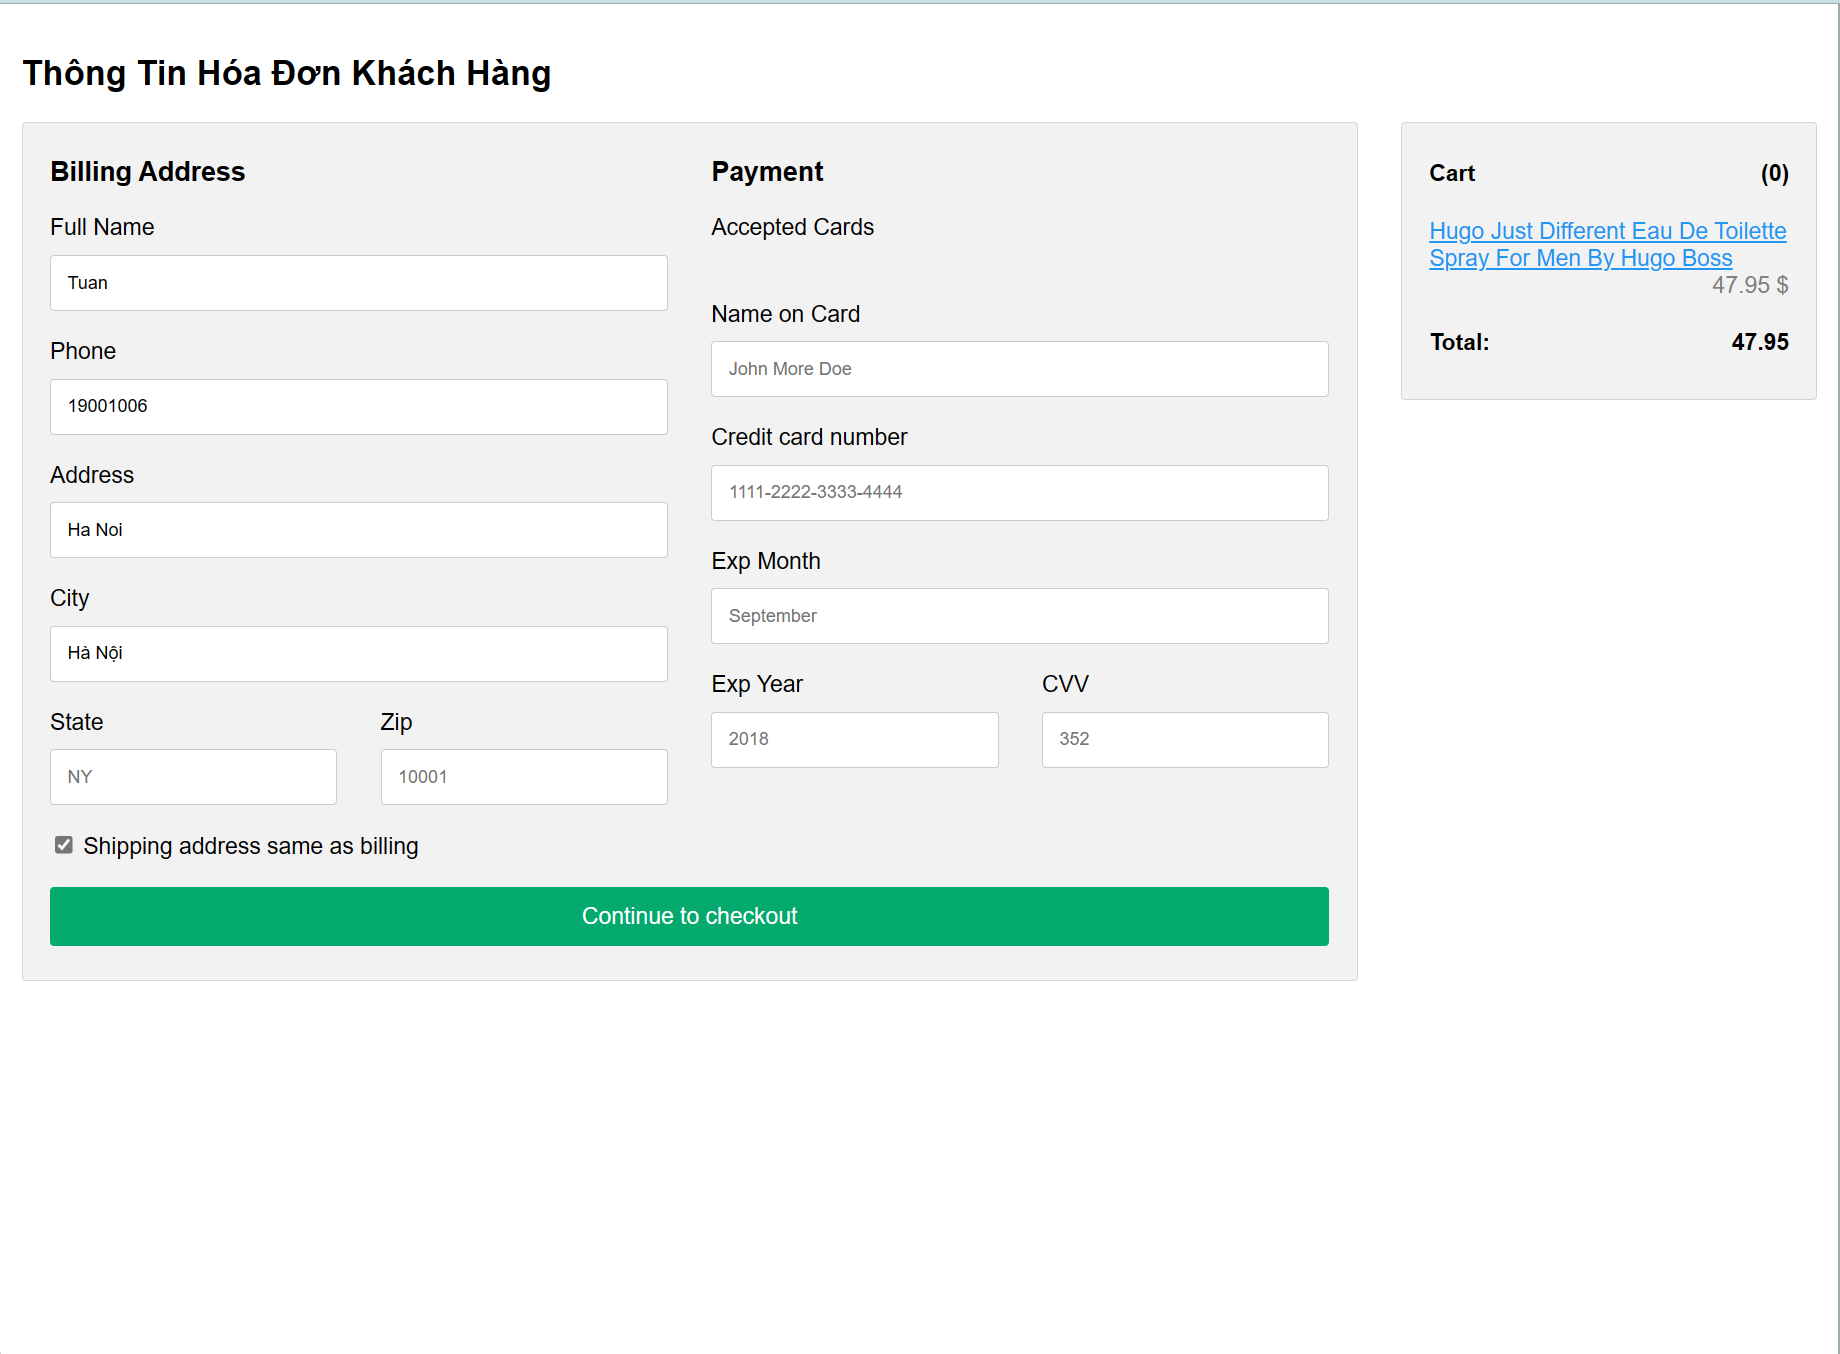 Thông Tin Hóa Đơn Khách Hàng
Billing Address
Full Name
Tuan
Phone
19001006
Address
Ha Noi
City
Hà Nội
State
Zip
NY
10001
Shipping address same as billing
Payment
Accepted Cards
Name on Card
John More Doe
Credit card number
1111-2222-3333-4444
Exp Month
September
Exp Year
CVV
2018
352
Continue to checkout
Cart (0)
Hugo Just Different Eau De Toilette
Spray For Men By Hugo Boss
47.95 $
Total: 47.95